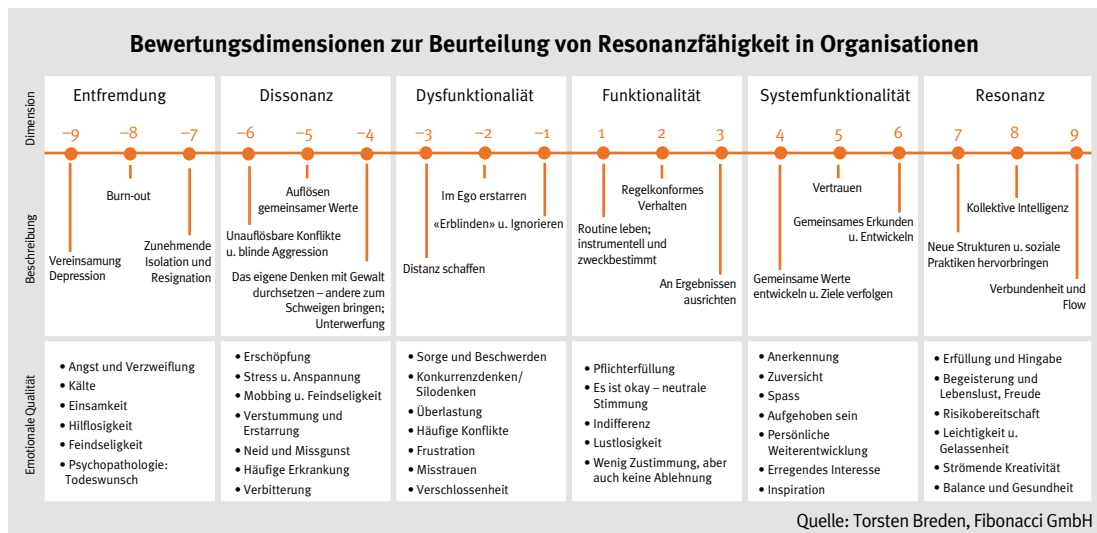 Bewertungsdimensionen zur Beurteilung von Resonanzfähigkeit in Organisationen
Dimension
Entfremdung
Dissonanz
Dysfunktionaliät
Funktionalität
Systemfunktionalität
Resonanz
–9 –8 –7 –6 –5 –4 –3 –2 –1 1 2 3 4 5 6 7 8 9
Beschreibung
Vereinsamung
Depression
Burn-out
Zunehmende
Isolation und
Resignation
Unauflösbare Konflikte
u. blinde Aggression
Auflösen
gemeinsamer Werte
Das eigene Denken mit Gewalt
durchsetzen – andere zum
Schweigen bringen;
Unterwerfung
Distanz schaffen
Im Ego erstarren
«Erblinden» u. Ignorieren
Routine leben;
instrumentell und
zweckbestimmt
Regelkonformes
Verhalten
An Ergebnissen
ausrichten
Gemeinsame Werte
entwickeln u. Ziele verfolgen
Vertrauen
Gemeinsames Erkunden
u. Entwickeln
Neue Strukturen u. soziale
Praktiken hervorbringen
Kollektive Intelligenz
Verbundenheit und
Flow
Emotionale Qualität
• Angst und Verzweiflung
• Kälte
• Einsamkeit
• Hilflosigkeit
• Feindseligkeit
• Psychopathologie:
Todeswunsch
• Erschöpfung
• Stress u. Anspannung
• Mobbing u. Feindseligkeit
• Verstummung und
Erstarrung
• Neid und Missgunst
• Häufige Erkrankung
• Verbitterung
• Sorge und Beschwerden
• Konkurrenzdenken/
Silodenken
• Überlastung
• Häufige Konflikte
• Frustration
• Misstrauen
• Verschlossenheit
• Pflichterfüllung
• Es ist okay – neutrale
Stimmung
• Indifferenz
• Lustlosigkeit
• Wenig Zustimmung, aber
auch keine Ablehnung
• Anerkennung
• Zuversicht
• Spass
• Aufgehoben sein
• Persönliche
Weiterentwicklung
• Erregendes Interesse
• Inspiration
• Erfüllung und Hingabe
• Begeisterung und
Lebenslust, Freude
• Risikobereitschaft
• Leichtigkeit u.
Gelassenheit
• Strömende Kreativität
• Balance und Gesundheit
Quelle: Torsten Breden, Fibonacci GmbH